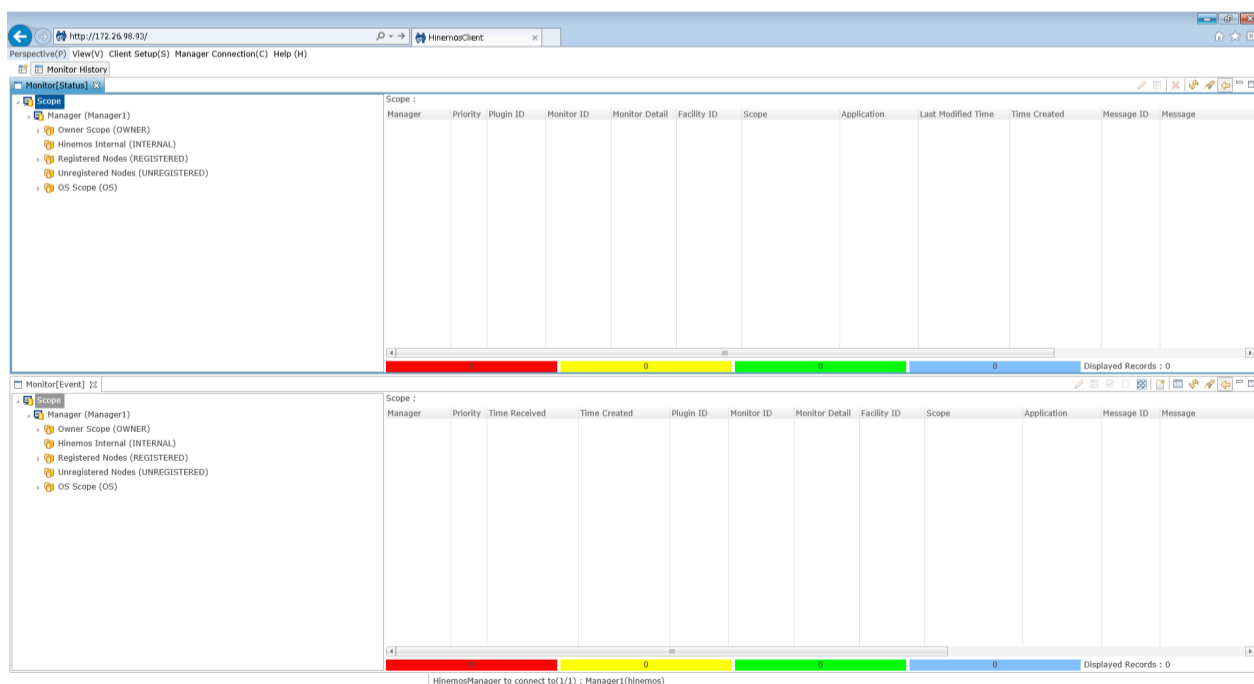 http://172.26.98.93/
HinemosClient
Perspective(P) View(V) Client Setup(S) Manager Connection(C) Help (H)
Monitor History
Monitor[Status]
Scope
Manager (Manager1)
Owner Scope (OWNER)
Hinemos Internal (INTERNAL)
Registered Nodes (REGISTERED)
Unregistered Nodes (UNREGISTERED)
OS Scope (OS)
Scope :
Manager Priority Plugin ID Monitor ID Monitor Detail Facility ID Scope Application Last Modified Time Time Created Message ID Message
0 0 0 0 Displayed Records : 0
Monitor[Event]
Scope
Manager (Manager1)
Owner Scope (OWNER)
Hinemos Internal (INTERNAL)
Registered Nodes (REGISTERED)
Unregistered Nodes (UNREGISTERED)
OS Scope (OS)
Scope :
Manager Priority Time Received Time Created Plugin ID Monitor ID Monitor Detail Facility ID Scope Application Message ID Message
0 0 0 0 Displayed Records : 0
HinemosManager to connect to(1/1) : Manager1(hinemos)